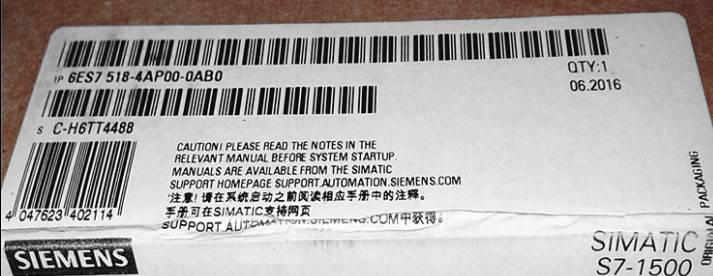 1P 6ES7 518-4AP00-0AB0
QTY:1
06.2016
S C-H6TT4488
CAUTION! PLEASE READ THE NOTES IN THE
RELEVANT MANUAL BEFORE SYSTEM STARTUP.
MANUALS ARE AVAILABLE FROM THE SIMATIC
SUPPORT HOMEPAGE SUPPORT.AUTOMATION.SIEMENS.COM
'注意!请在系统启动之前阅读相应手册中的注释。
手册可在SIMATIC支持网页
SUPPORT.AUTOMATION.SIEMENS.COM中获得。
4 047623 402114
ORIGINAL PACKAGING
SIEMENS
SIMATIC
S7-1500